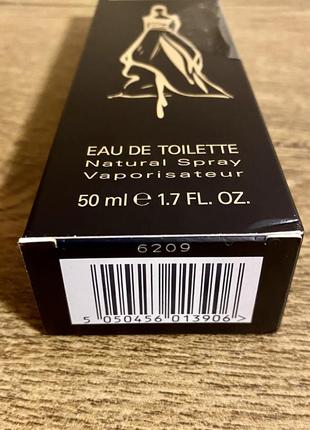 EAU DE TOILETTE
Natural Spray
Vaporisateur
50 ml ℮ 1.7 FL. OZ.
6209
5 050456 013906 >